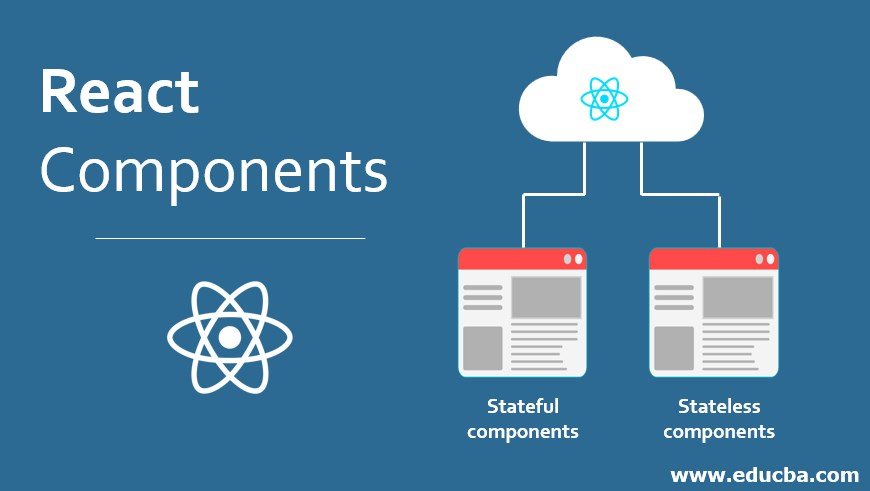 React
Components
Stateful
components
Stateless
components
www.educba.com